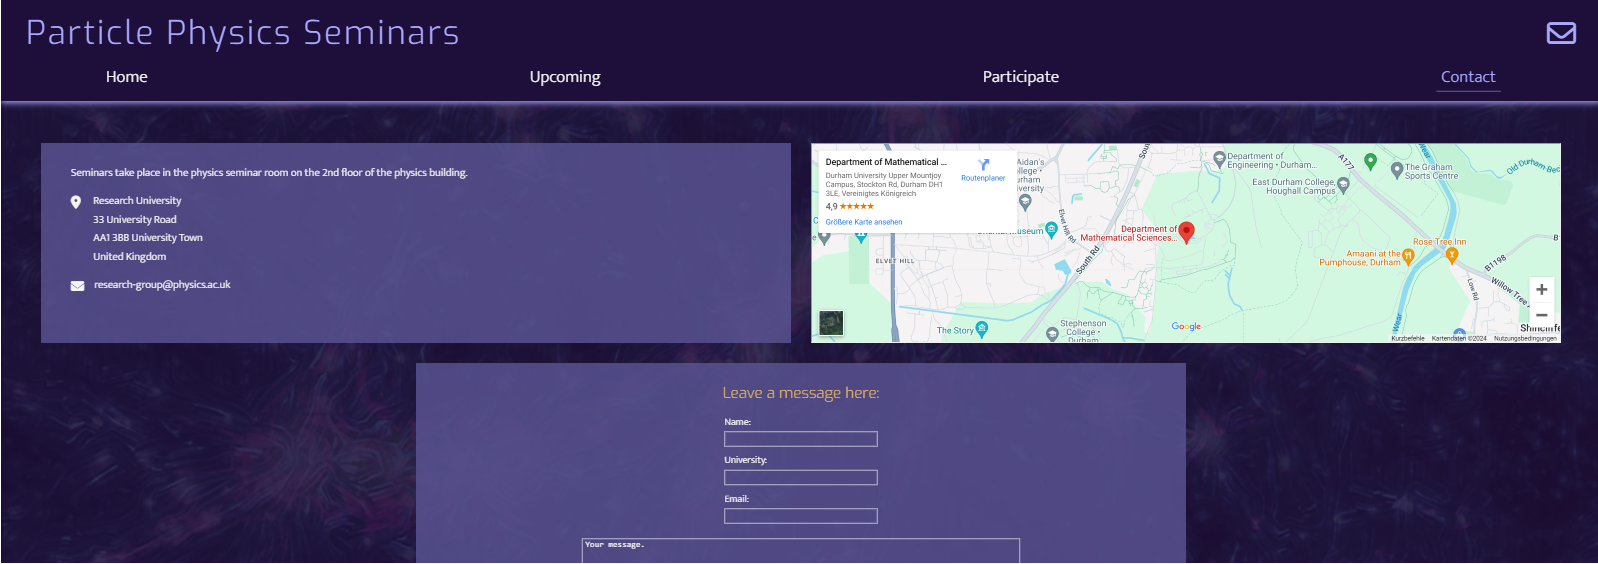 Particle Physics Seminars
Home Upcoming Participate Contact
Seminars take place in the physics seminar room on the 2nd floor of the physics building.
Research University
33 University Road
AA1 3BB University Town
United Kingdom
research-group@physics.ac.uk
Department of Mathematical ...
Durham University Upper Mountjoy
Campus, Stockton Rd, Durham DH1
3LE, Vereinigtes Königreich
4,9
Größere Karte ansehen
Routenplaner
Aidan's
College •
Durham
Department of
Engineering • Durham...
East Durham College,
Houghall Campus
A177
The Graham
Sports Centre
Wear
Old Durham Bec
Elvet Hill Rd
South Rd
Department of
Mathematical Sciences...
ELVET HILL
Rose Tree Inn
Amaani at the
Pumphouse, Durham
B1198
Low Rd
Willow Tree
The Story
Stephenson
College •
Durham
Google
Wear
Kurzbefehle Kartendaten ©2024 Nutzungsbedingungen
Leave a message here:
Name:
University:
Email:
Your message.